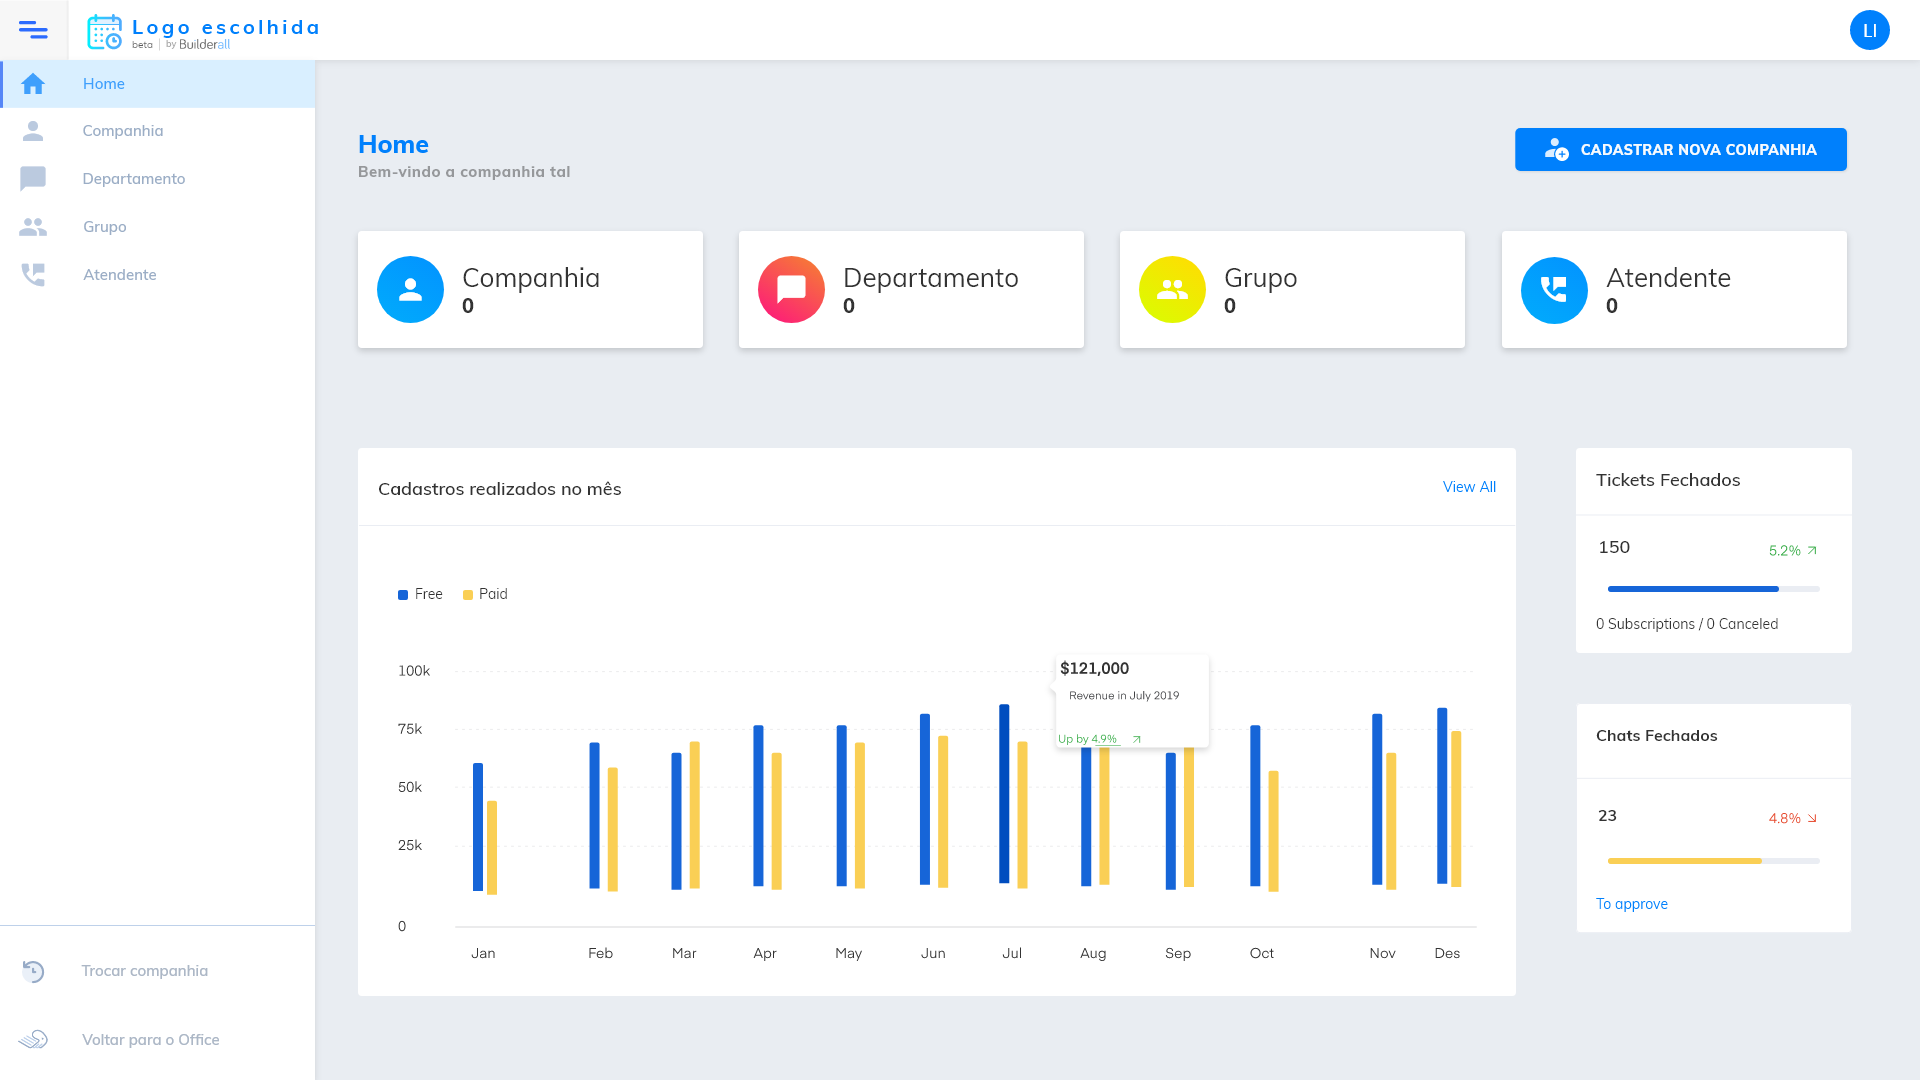 Logo escolhida
beta | by Builderall
LI
Home
Companhia
Departamento
Grupo
Atendente
Trocar companhia
Voltar para o Office
Home
Bem-vindo a companhia tal
CADASTRAR NOVA COMPANHIA
Companhia
0
Departamento
0
Grupo
0
Atendente
0
Cadastros realizados no mês
View All
Free
Paid
100k
75k
50k
25k
0
$121,000
Revenue in July 2019
Up by 4.9%
Jan
Feb
Mar
Apr
May
Jun
Jul
Aug
Sep
Oct
Nov
Des
Tickets Fechados
150
5.2%
0 Subscriptions / 0 Canceled
Chats Fechados
23
4.8%
To approve